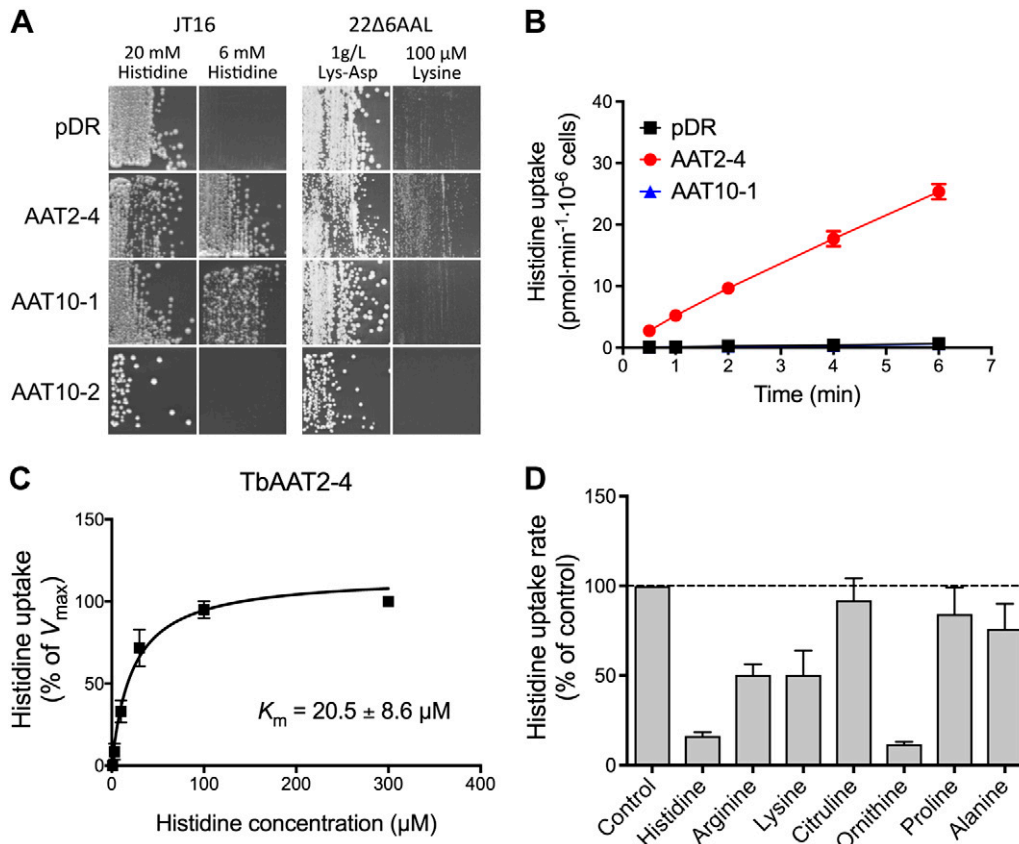 A
JT16
22Δ6AAL
20 mM
Histidine
6 mM
Histidine
1g/L
Lys-Asp
100 µM
Lysine
pDR
AAT2-4
AAT10-1
AAT10-2
B
Histidine uptake
(pmol·min⁻¹·10⁻⁶ cells)
40
30
20
10
0
pDR
AAT2-4
AAT10-1
0 1 2 3 4 5 6 7
Time (min)
C
TbAAT2-4
Histidine uptake
(% of Vmax)
150
100
50
0
Km = 20.5 ± 8.6 µM
0 100 200 300 400
Histidine concentration (µM)
D
Histidine uptake rate
(% of control)
150
100
50
0
Control
Histidine
Arginine
Lysine
Citruline
Ornithine
Proline
Alanine